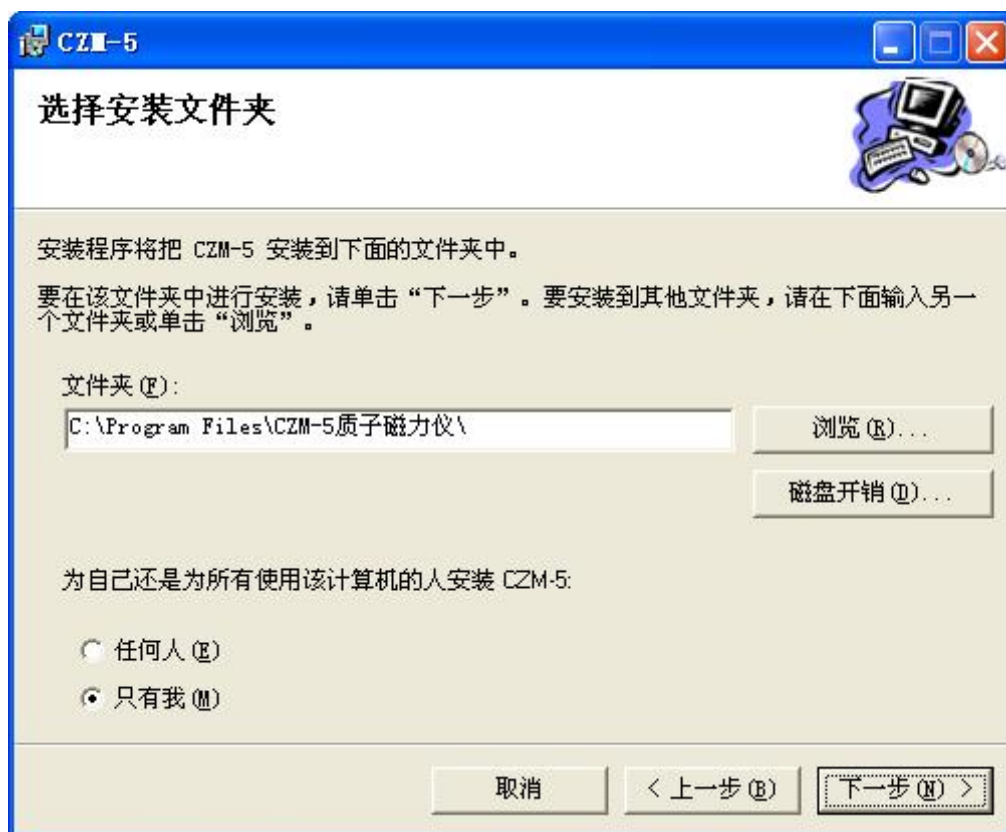 CZM-5
选择安装文件夹
安装程序将把 CZM-5 安装到下面的文件夹中。
要在该文件夹中进行安装，请单击“下一步”。要安装到其他文件夹，请在下面输入另一
个文件夹或单击“浏览”。
文件夹(F):
C:\Program Files\CZM-5质子磁力仪\
浏览(R)...
磁盘开销(D)...
为自己还是为所有使用该计算机的人安装 CZM-5:
任何人(E)
只有我(M)
取消
< 上一步(B)
下一步(N) >